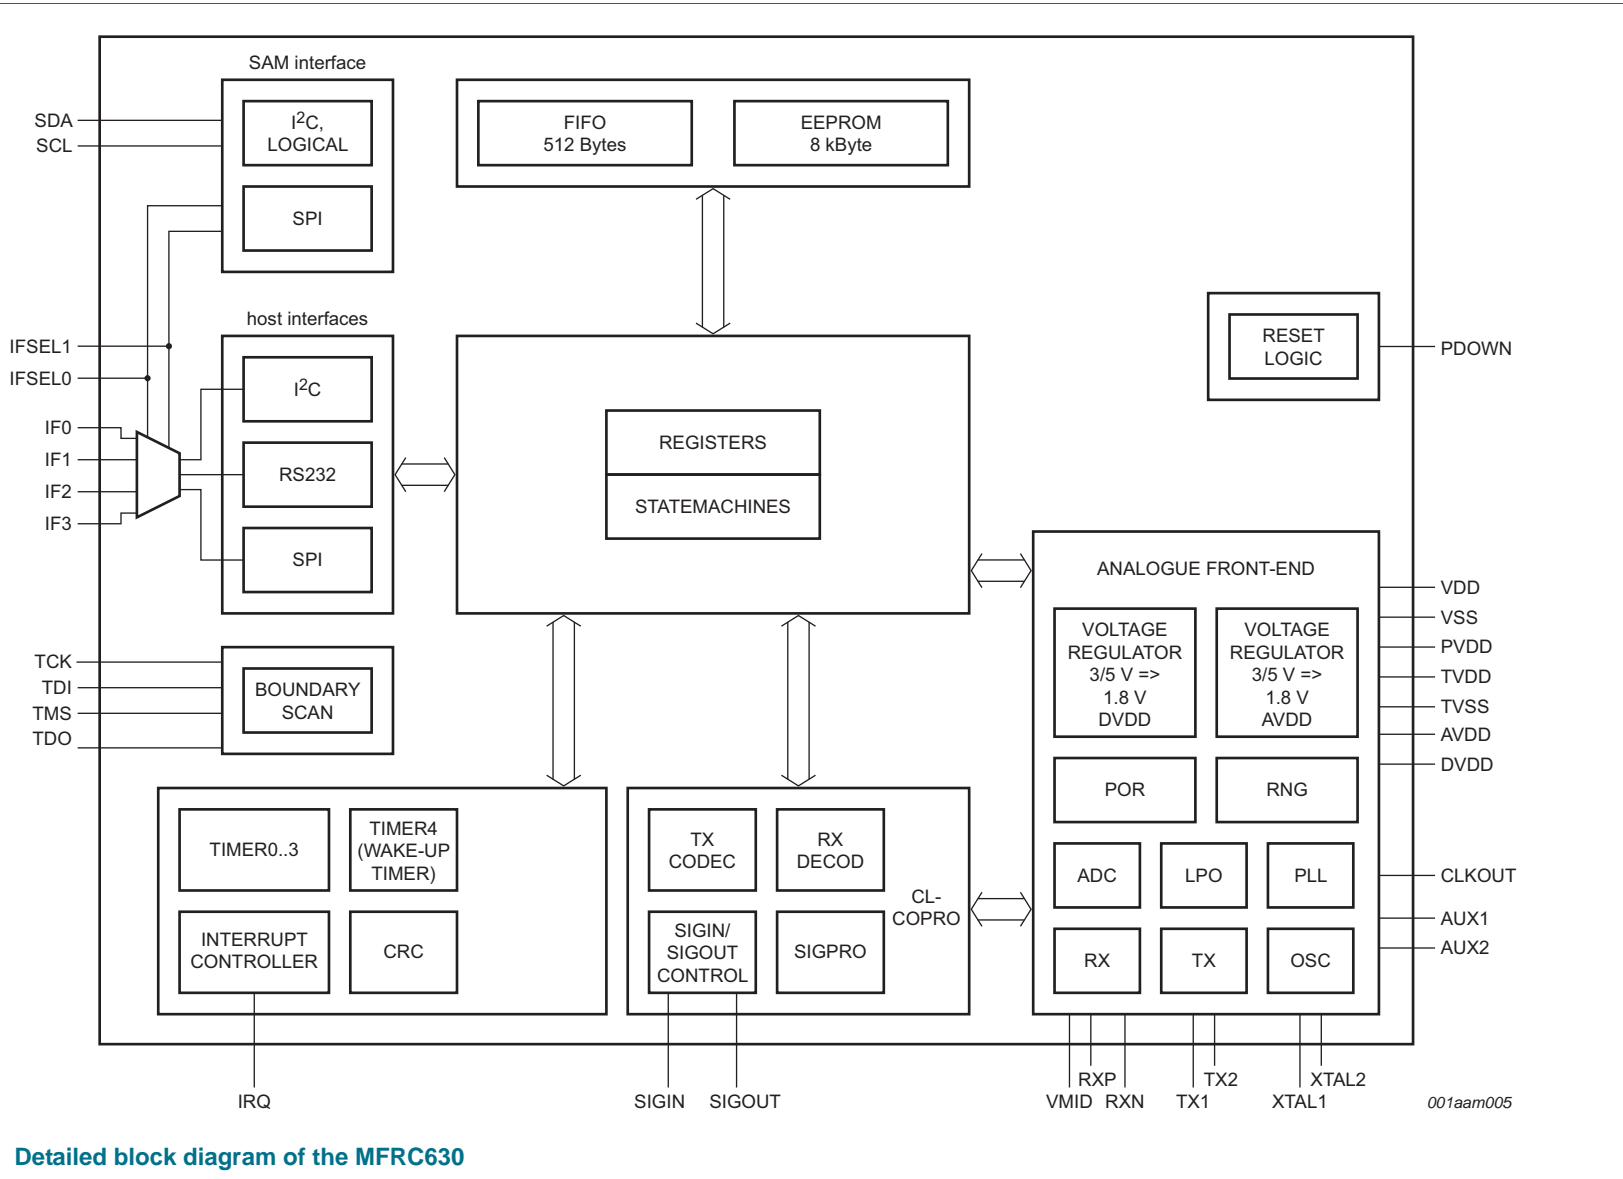 SAM interface
SDA
SCL
I2C,
LOGICAL
SPI
FIFO
512 Bytes
EEPROM
8 kByte
host interfaces
IFSEL1
IFSEL0
IF0
IF1
IF2
IF3
I2C
RS232
SPI
REGISTERS
STATEMACHINES
RESET
LOGIC
PDOWN
TCK
TDI
TMS
TDO
BOUNDARY
SCAN
ANALOGUE FRONT-END
VOLTAGE
REGULATOR
3/5 V =>
1.8 V
DVDD
VOLTAGE
REGULATOR
3/5 V =>
1.8 V
AVDD
POR
RNG
ADC
LPO
PLL
RX
TX
OSC
VDD
VSS
PVDD
TVDD
TVSS
AVDD
DVDD
CLKOUT
AUX1
AUX2
TIMER0..3
TIMER4
(WAKE-UP
TIMER)
INTERRUPT
CONTROLLER
CRC
TX
CODEC
RX
DECOD
CL-
COPRO
SIGIN/
SIGOUT
CONTROL
SIGPRO
IRQ
SIGIN
SIGOUT
RXP
VMID
RXN
TX2
TX1
XTAL2
XTAL1
001aam005
Detailed block diagram of the MFRC630